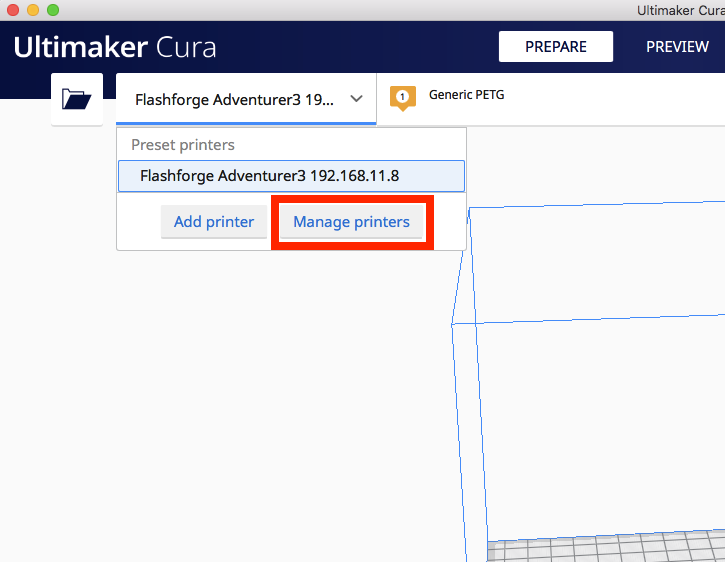 Ultimaker Cura
Ultimaker Cura
PREPARE
PREVIEW
Flashforge Adventurer3 19...
1
Generic PETG
Preset printers
Flashforge Adventurer3 192.168.11.8
Add printer
Manage printers